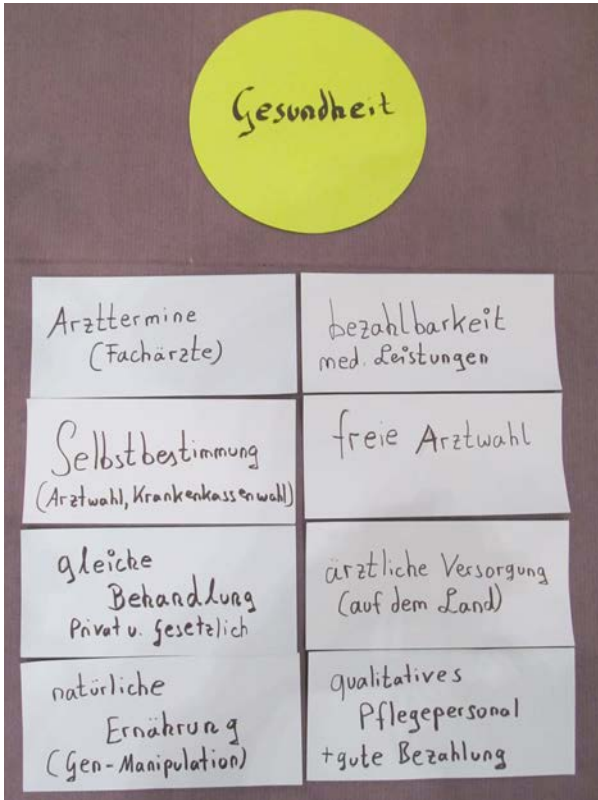 Gesundheit
Arzttermine
(Fachärzte)
bezahlbarkeit
med. Leistungen
Selbstbestimmung
(Arztwahl, Krankenkassenwahl)
freie Arztwahl
gleiche
Behandlung
Privat u. gesetzlich
ärztliche Versorgung
(auf dem Land)
natürliche
Ernährung
(Gen-Manipulation)
qualitatives
Pflegepersonal
+gute Bezahlung